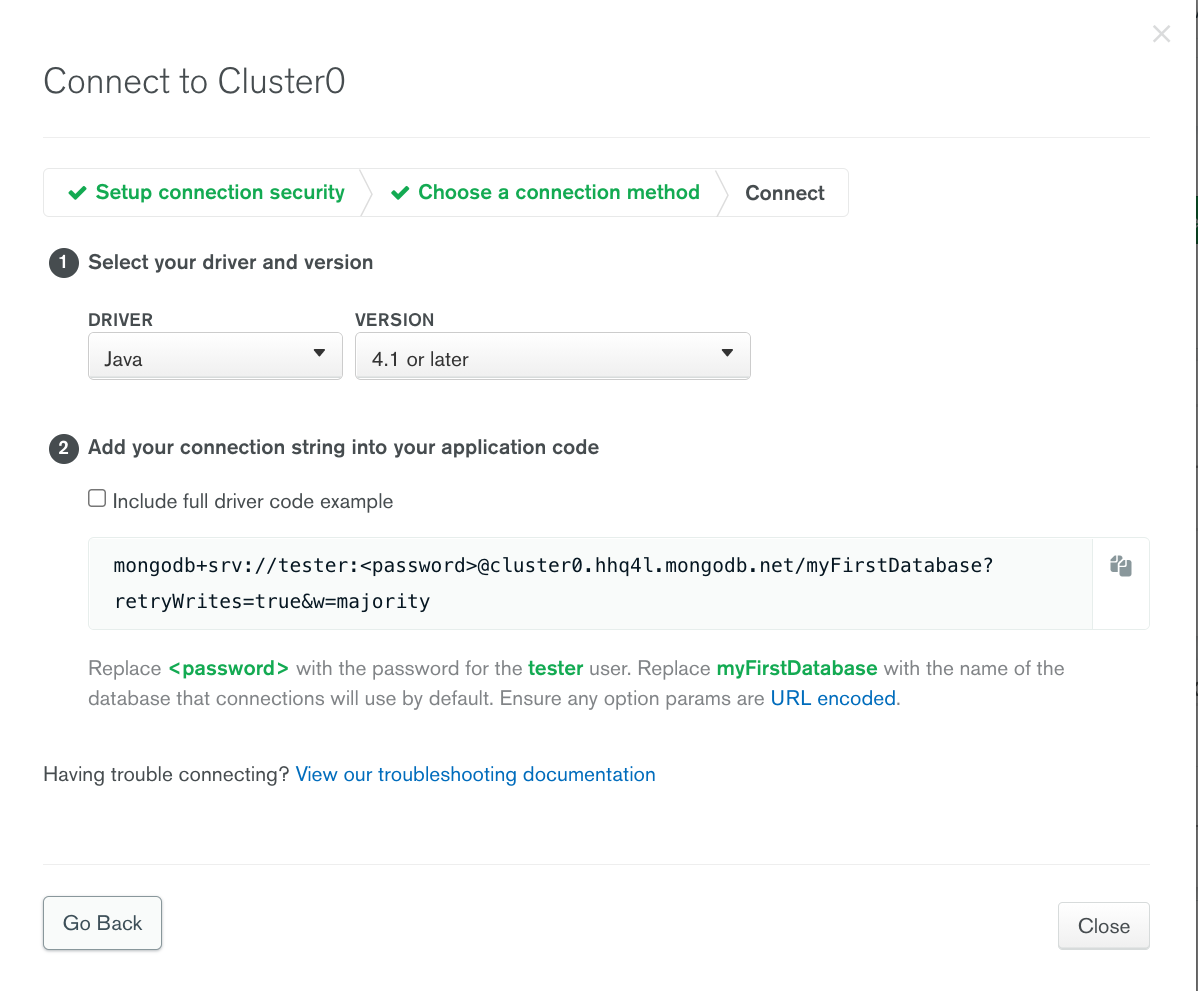 Connect to Cluster0
Setup connection security
Choose a connection method
Connect
1
Select your driver and version
DRIVER
VERSION
Java
4.1 or later
2
Add your connection string into your application code
Include full driver code example
mongodb+srv://tester:<password>@cluster0.hhq4l.mongodb.net/myFirstDatabase?
retryWrites=true&w=majority
Replace <password> with the password for the tester user. Replace myFirstDatabase with the name of the
database that connections will use by default. Ensure any option params are URL encoded.
Having trouble connecting? View our troubleshooting documentation
Go Back
Close